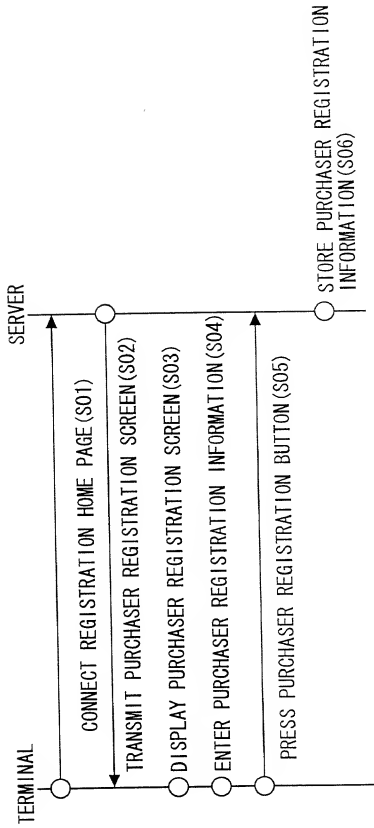 TERMINAL
SERVER
CONNECT REGISTRATION HOME PAGE(S01)
TRANSMIT PURCHASER REGISTRATION SCREEN(S02)
DISPLAY PURCHASER REGISTRATION SCREEN(S03)
ENTER PURCHASER REGISTRATION INFORMATION(S04)
PRESS PURCHASER REGISTRATION BUTTON(S05)
STORE PURCHASER REGISTRATION
INFORMATION(S06)